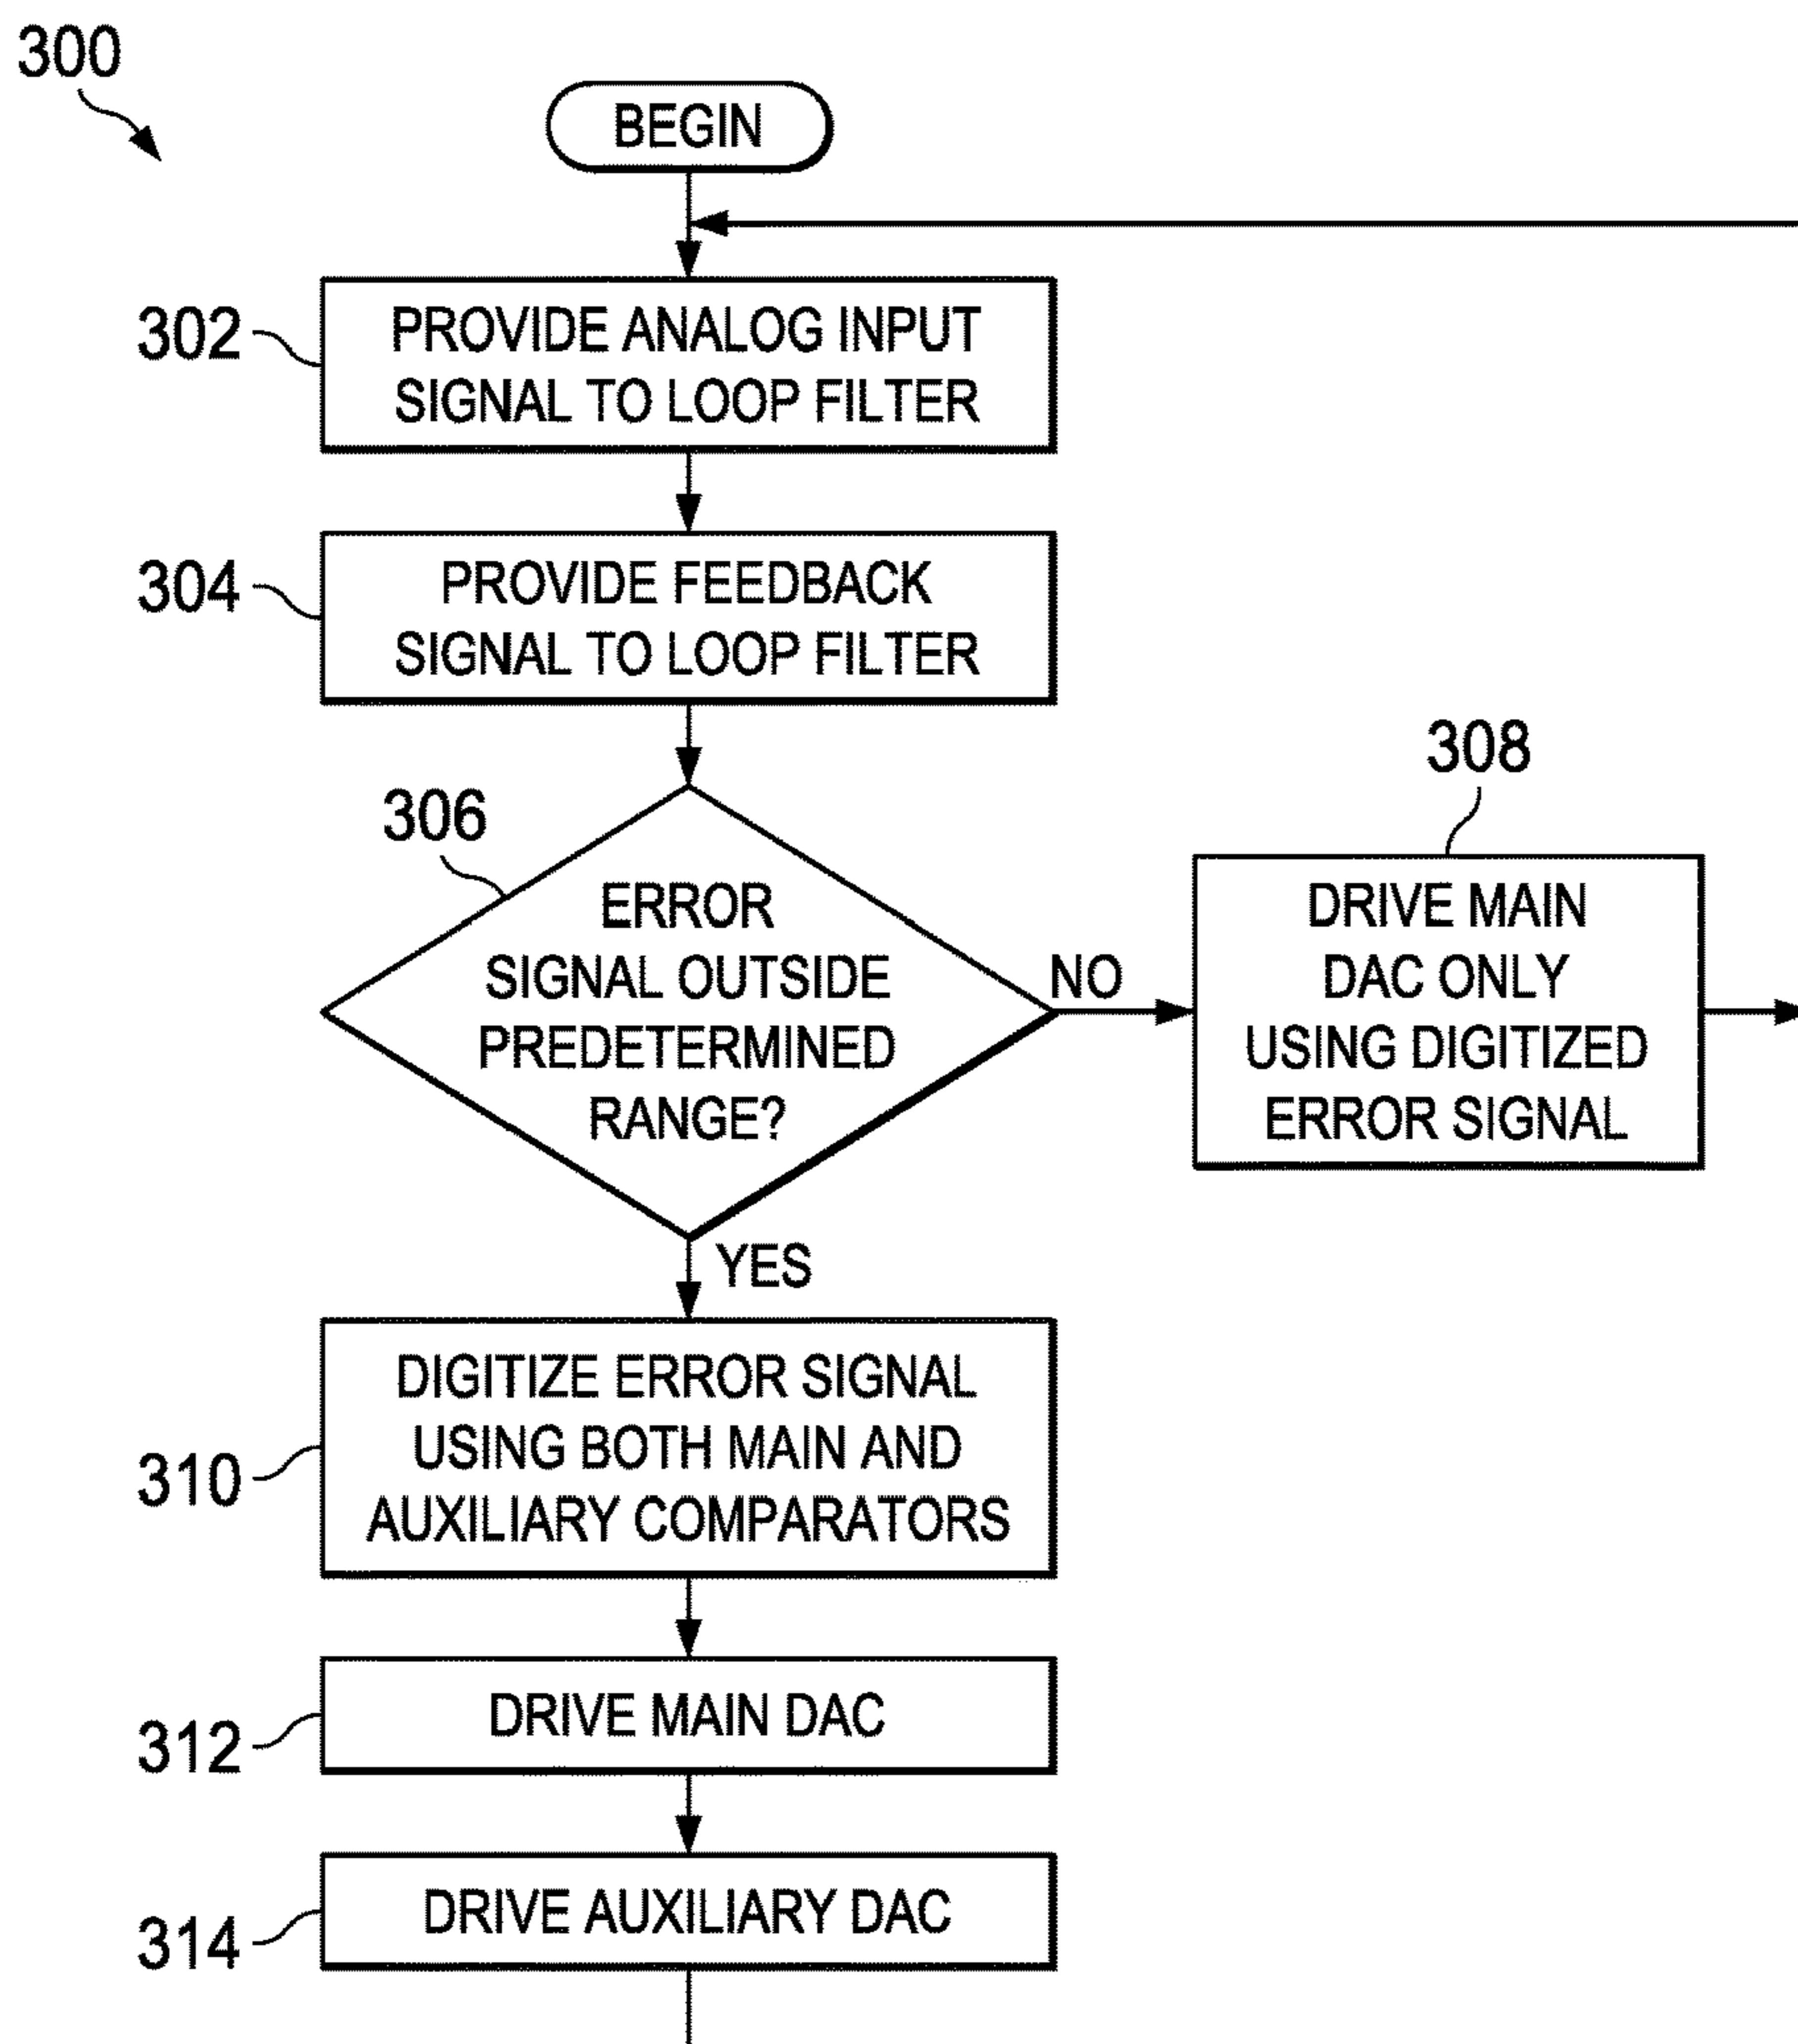 300
BEGIN
302
PROVIDE ANALOG INPUT
SIGNAL TO LOOP FILTER
304
PROVIDE FEEDBACK
SIGNAL TO LOOP FILTER
306
ERROR
SIGNAL OUTSIDE
PREDETERMINED
RANGE?
NO
308
DRIVE MAIN
DAC ONLY
USING DIGITIZED
ERROR SIGNAL
YES
310
DIGITIZE ERROR SIGNAL
USING BOTH MAIN AND
AUXILIARY COMPARATORS
312
DRIVE MAIN DAC
314
DRIVE AUXILIARY DAC